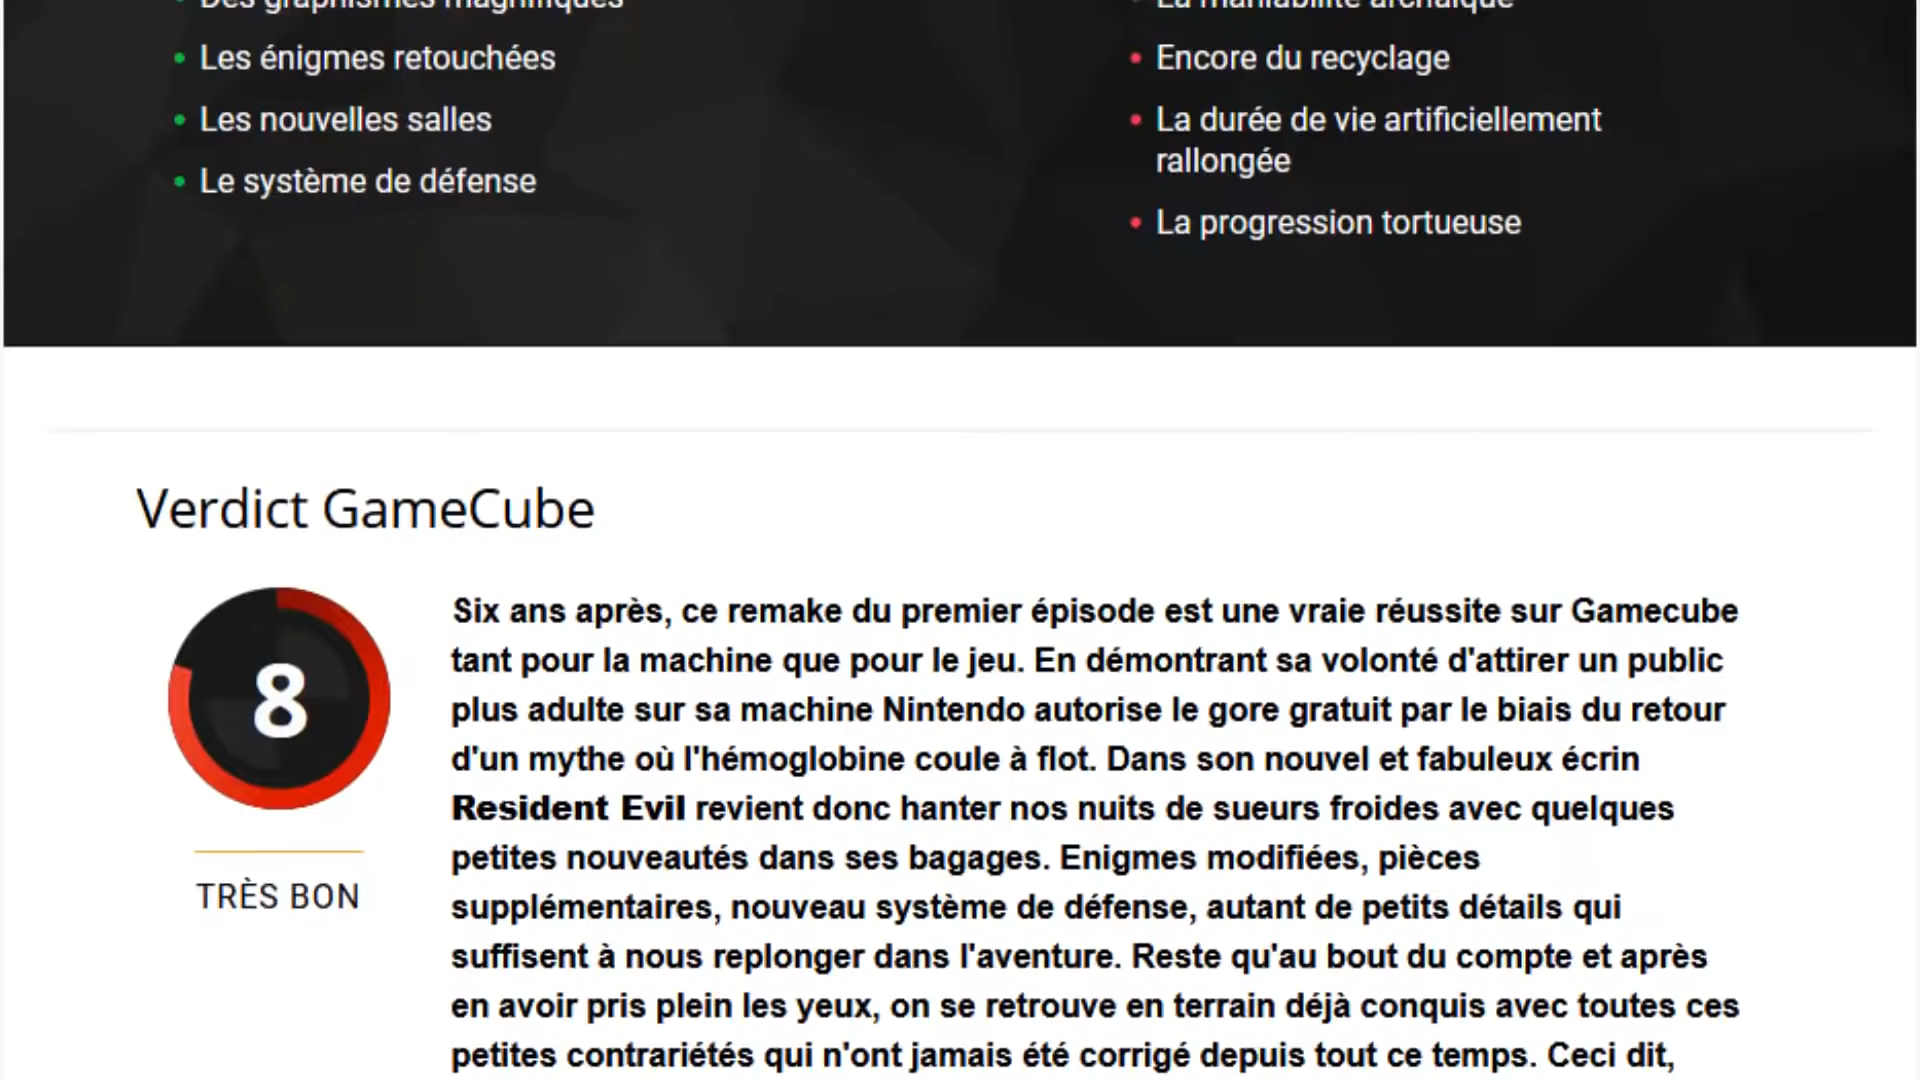 Des graphismes magnifiques
Les énigmes retouchées
Les nouvelles salles
Le système de défense
La maniabilité archaïque
Encore du recyclage
La durée de vie artificiellement
rallongée
La progression tortueuse
Verdict GameCube
8
TRÈS BON
Six ans après, ce remake du premier épisode est une vraie réussite sur Gamecube
tant pour la machine que pour le jeu. En démontrant sa volonté d'attirer un public
plus adulte sur sa machine Nintendo autorise le gore gratuit par le biais du retour
d'un mythe où l'hémoglobine coule à flot. Dans son nouvel et fabuleux écrin
Resident Evil revient donc hanter nos nuits de sueurs froides avec quelques
petites nouveautés dans ses bagages. Enigmes modifiées, pièces
supplémentaires, nouveau système de défense, autant de petits détails qui
suffisent à nous replonger dans l'aventure. Reste qu'au bout du compte et après
en avoir pris plein les yeux, on se retrouve en terrain déjà conquis avec toutes ces
petites contrariétés qui n'ont jamais été corrigé depuis tout ce temps. Ceci dit,